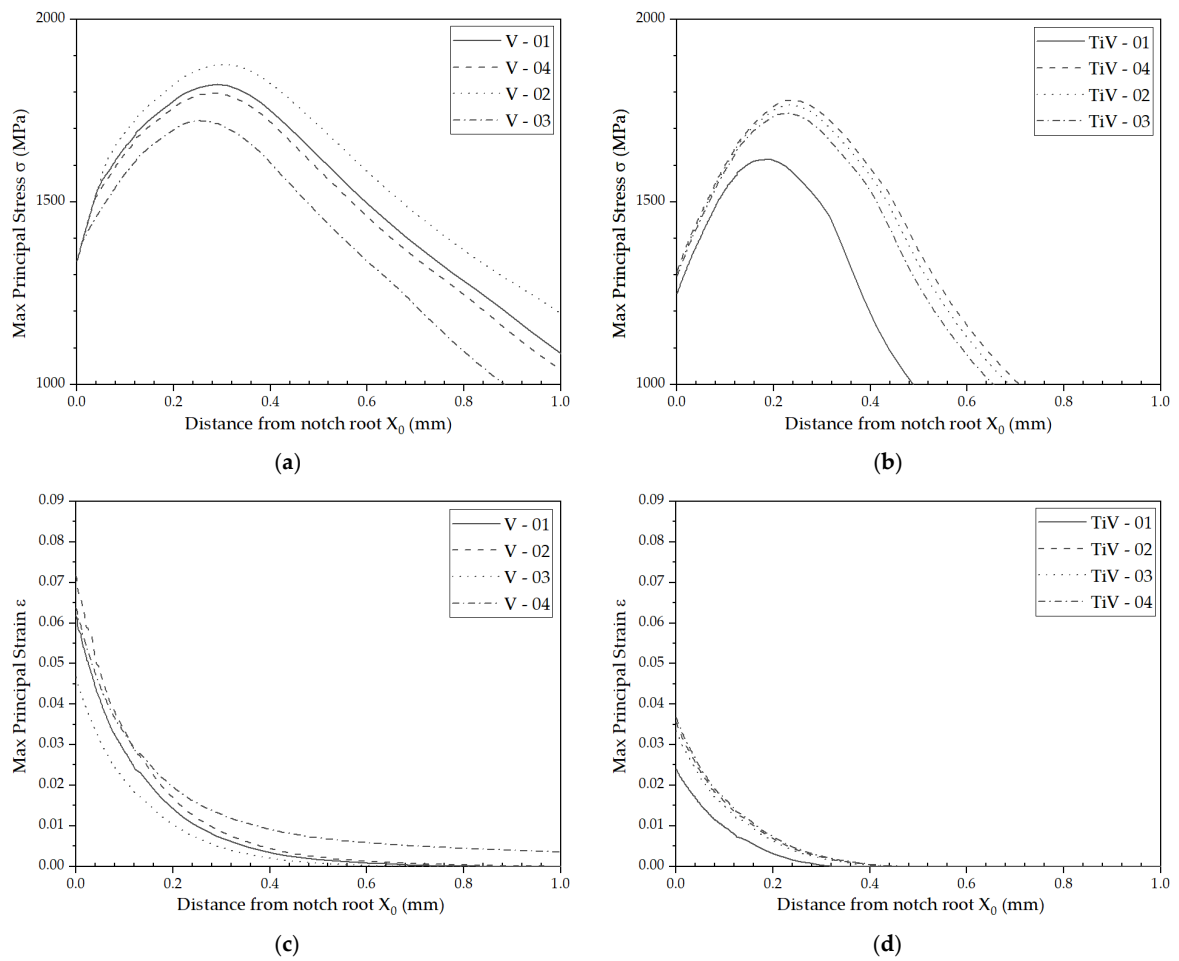 2000
1500
1000
Max Principal Stress σ (MPa)
V - 01
V - 04
V - 02
V - 03
0.0 0.2 0.4 0.6 0.8 1.0
Distance from notch root X₀ (mm)
(a)
2000
1500
1000
Max Principal Stress σ (MPa)
TiV - 01
TiV - 04
TiV - 02
TiV - 03
0.0 0.2 0.4 0.6 0.8 1.0
Distance from notch root X₀ (mm)
(b)
0.09
0.08
0.07
0.06
0.05
0.04
0.03
0.02
0.01
0.00
Max Principal Strain ε
V - 01
V - 02
V - 03
V - 04
0.0 0.2 0.4 0.6 0.8 1.0
Distance from notch root X₀ (mm)
(c)
0.09
0.08
0.07
0.06
0.05
0.04
0.03
0.02
0.01
0.00
Max Principal Strain ε
TiV - 01
TiV - 02
TiV - 03
TiV - 04
0.0 0.2 0.4 0.6 0.8 1.0
Distance from notch root X₀ (mm)
(d)